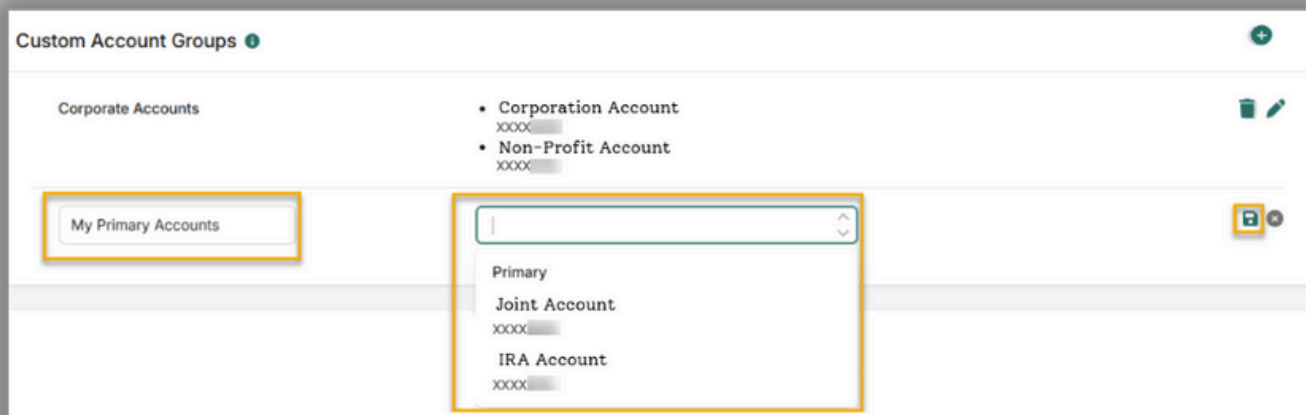 Custom Account Groups
Corporate Accounts
• Corporation Account
xxxx
• Non-Profit Account
xxxx
My Primary Accounts
Primary
Joint Account
xxxx
IRA Account
xxxx